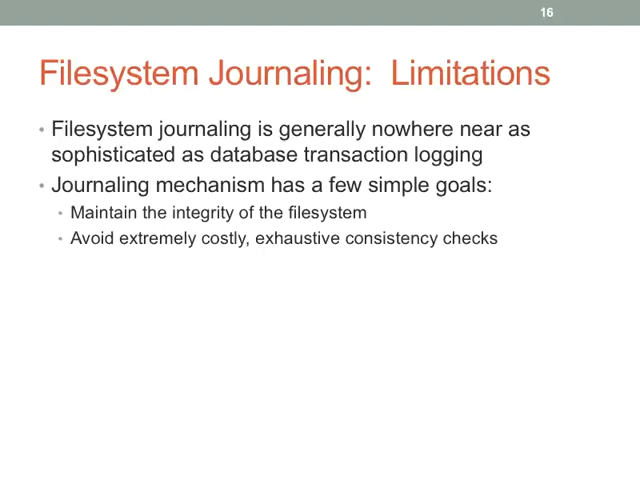 16
Filesystem Journaling:  Limitations
• Filesystem journaling is generally nowhere near as
sophisticated as database transaction logging
• Journaling mechanism has a few simple goals:
• Maintain the integrity of the filesystem
• Avoid extremely costly, exhaustive consistency checks